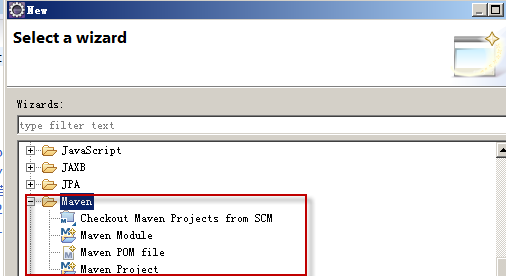 New
Select a wizard
Wizards:
type filter text
JavaScript
JAXB
JPA
Maven
Checkout Maven Projects from SCM
Maven Module
Maven POM file
Maven Project